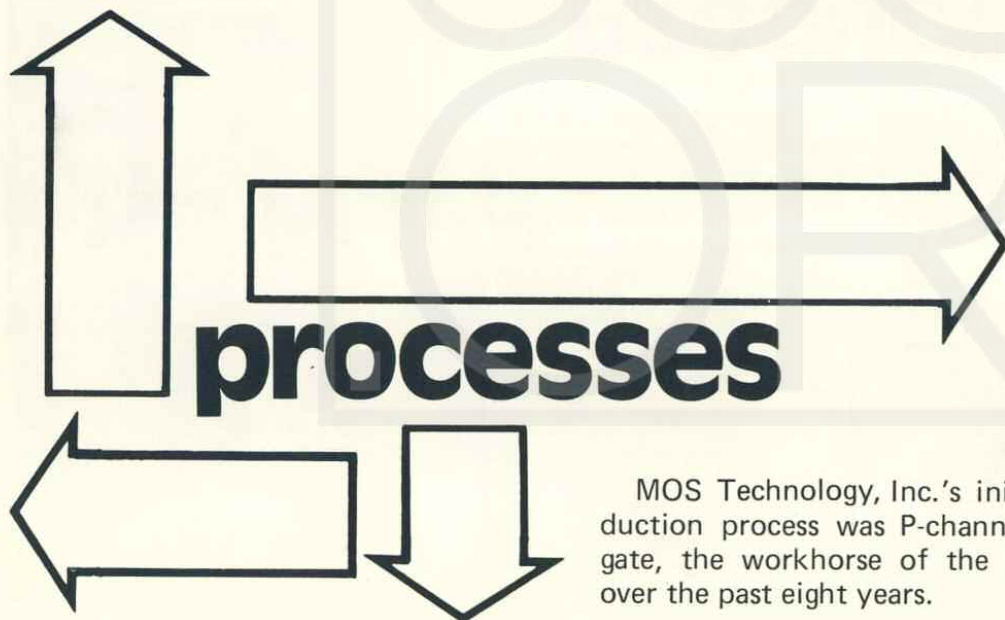 processes
MOS Technology, Inc.'s ini
duction process was P-chann
gate, the workhorse of the
over the past eight years.